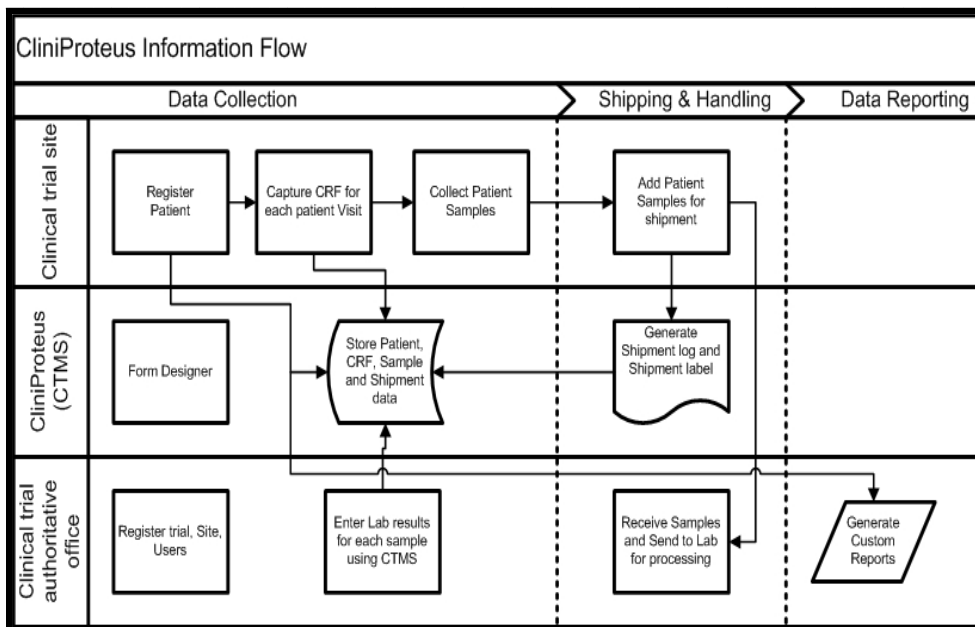 CliniProteus Information Flow
Data Collection
Shipping & Handling
Data Reporting
Clinical trial site
Register
Patient
Capture CRF for
each patient Visit
Collect Patient
Samples
Add Patient
Samples for
shipment
CliniProteus
(CTMS)
Form Designer
Store Patient,
CRF, Sample
and Shipment
data
Generate
Shipment log and
Shipment label
Clinical trial
authoritative
office
Register trial, Site,
Users
Enter Lab results
for each sample
using CTMS
Receive Samples
and Send to Lab
for processing
Generate
Custom
Reports